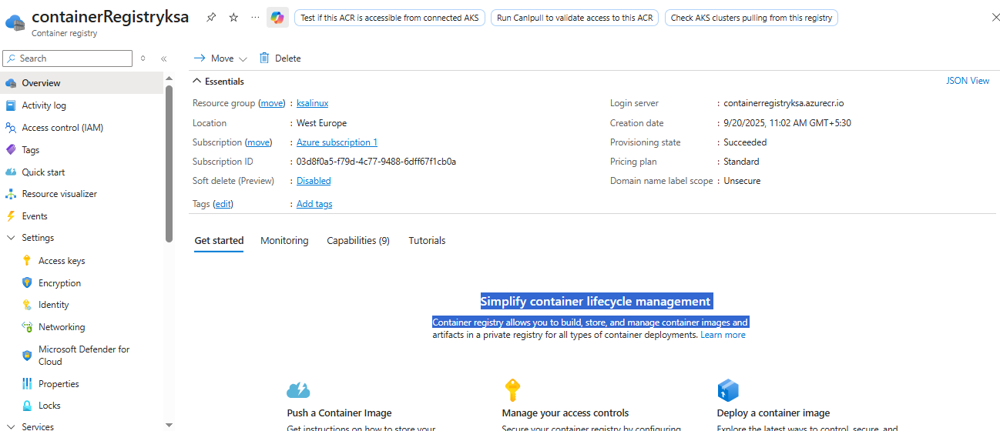 containerRegistryksa
Container registry
Test if this ACR is accessible from connected AKS
Run CanIpull to validate access to this ACR
Check AKS clusters pulling from this registry
Search
Move
Delete
Overview
Activity log
Access control (IAM)
Tags
Quick start
Resource visualizer
Events
Settings
Access keys
Encryption
Identity
Networking
Microsoft Defender for
Cloud
Properties
Locks
Services
Essentials
JSON View
Resource group (move) : ksalinux
Location : West Europe
Subscription (move) : Azure subscription 1
Subscription ID : 03d8f0a5-f79d-4c77-9488-6dff67f1cb0a
Soft delete (Preview) : Disabled
Tags (edit) : Add tags
Login server : containerregistryksa.azurecr.io
Creation date : 9/20/2025, 11:02 AM GMT+5:30
Provisioning state : Succeeded
Pricing plan : Standard
Domain name label scope : Unsecure
Get started Monitoring Capabilities (9) Tutorials
Simplify container lifecycle management
Container registry allows you to build, store, and manage container images and
artifacts in a private registry for all types of container deployments. Learn more
Push a Container Image
Get instructions on how to store your
Manage your access controls
Secure your container registry by configuring
Deploy a container image
Explore the latest ways to control, secure, and